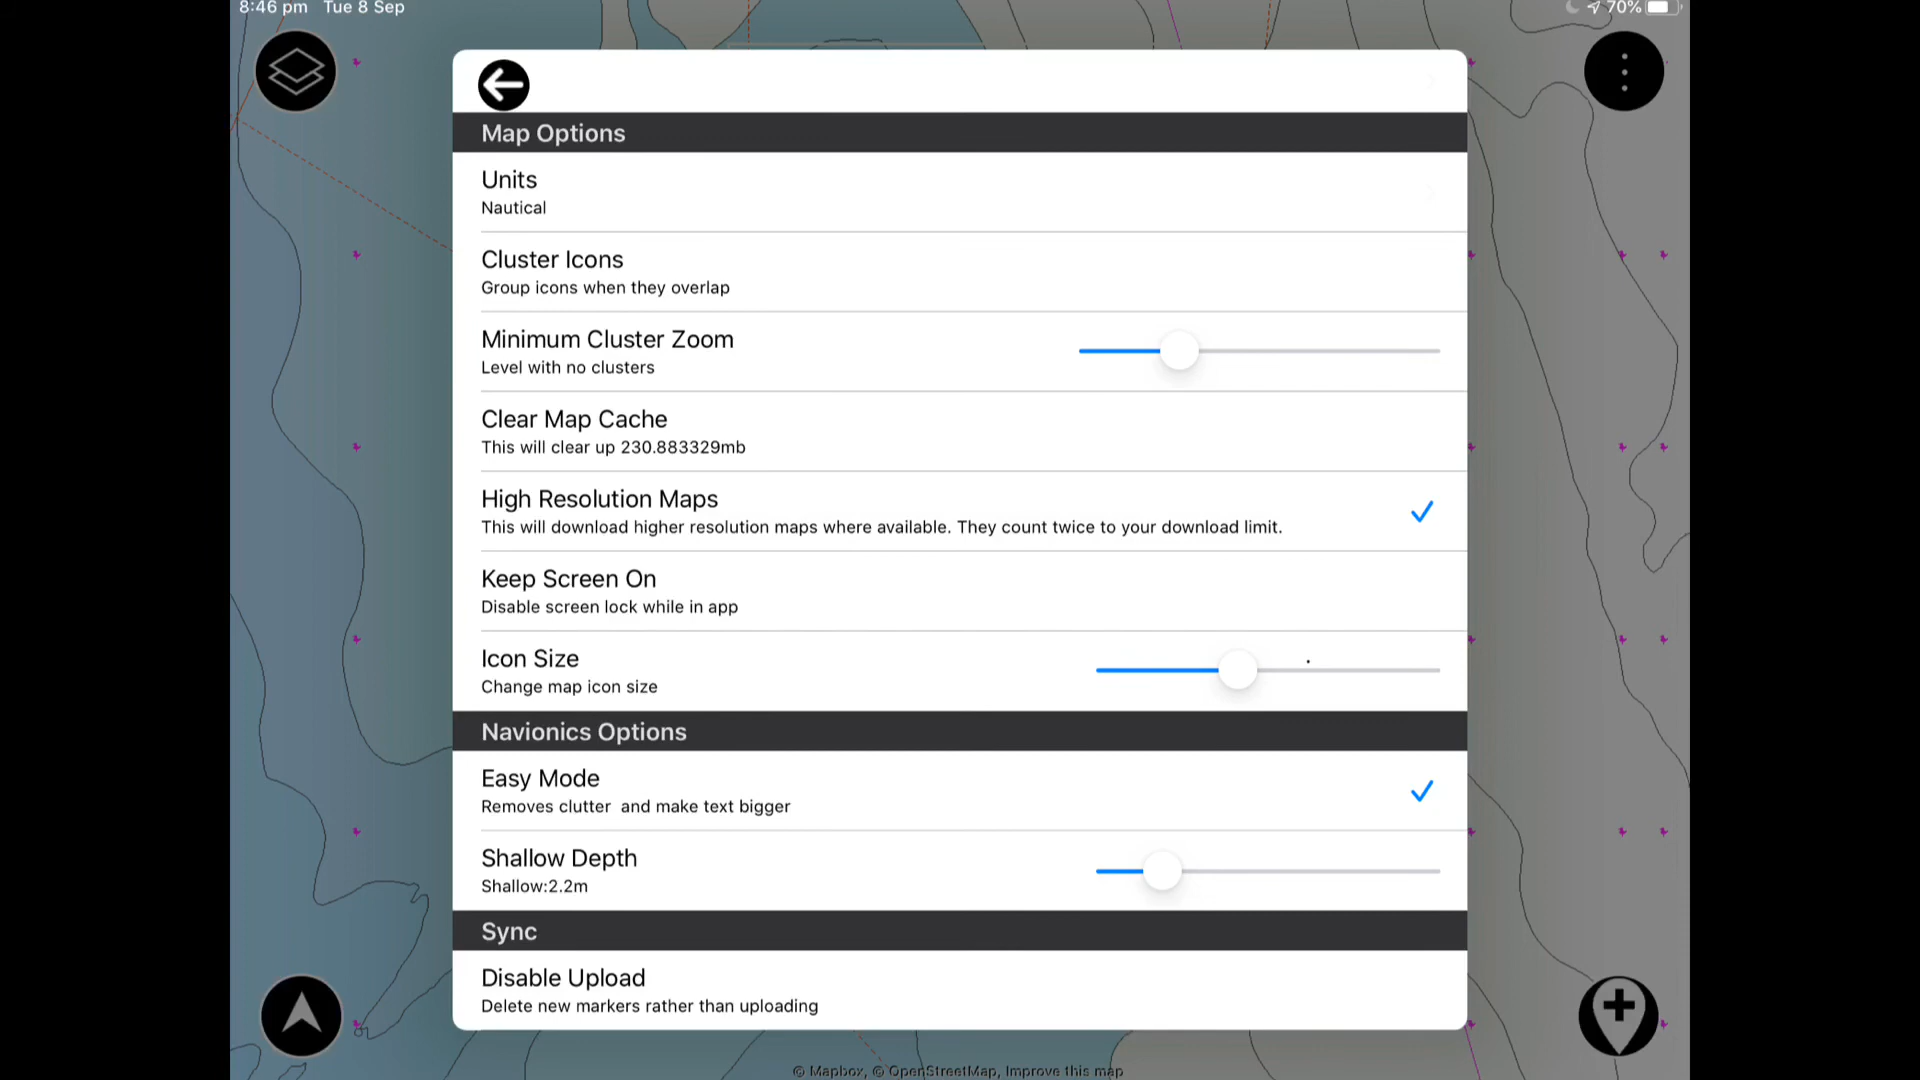 8:46 pm Tue 8 Sep
70%
Map Options
Units
Nautical
Cluster Icons
Group icons when they overlap
Minimum Cluster Zoom
Level with no clusters
Clear Map Cache
This will clear up 230.883329mb
High Resolution Maps
This will download higher resolution maps where available. They count twice to your download limit.
Keep Screen On
Disable screen lock while in app
Icon Size
Change map icon size
Navionics Options
Easy Mode
Removes clutter  and make text bigger
Shallow Depth
Shallow:2.2m
Sync
Disable Upload
Delete new markers rather than uploading
© Mapbox, © OpenStreetMap, Improve this map